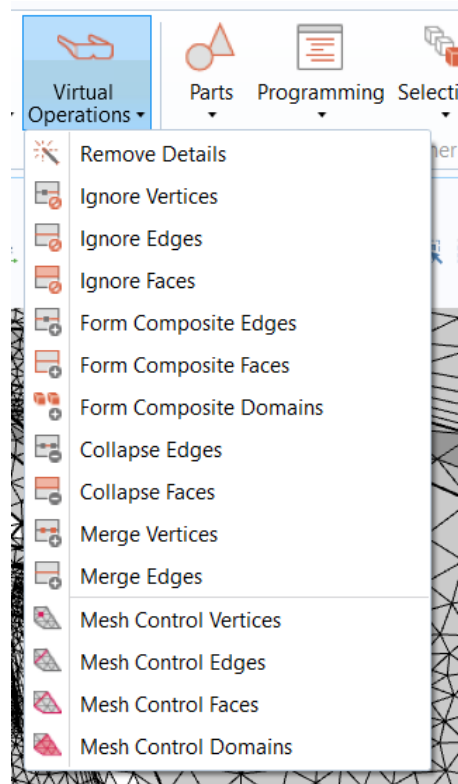 Virtual
Operations
Parts
Programming
Selecti
ner
Remove Details
Ignore Vertices
Ignore Edges
Ignore Faces
Form Composite Edges
Form Composite Faces
Form Composite Domains
Collapse Edges
Collapse Faces
Merge Vertices
Merge Edges
Mesh Control Vertices
Mesh Control Edges
Mesh Control Faces
Mesh Control Domains